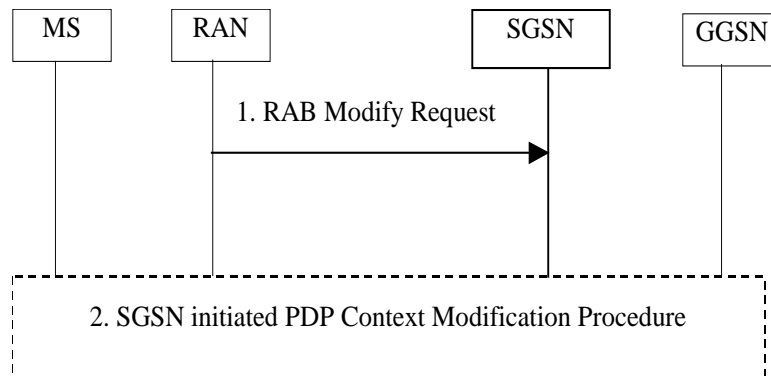 MS RAN SGSN GGSN
1. RAB Modify Request
2. SGSN initiated PDP Context Modification Procedure